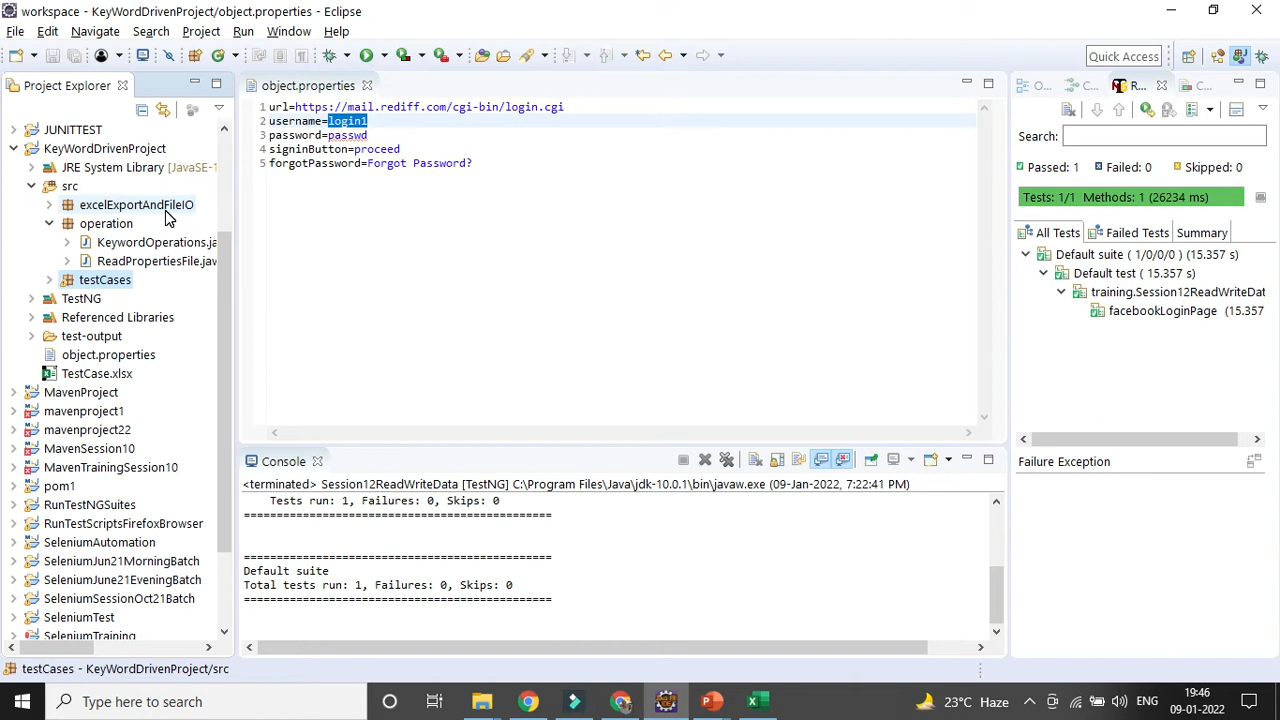 workspace - KeyWordDrivenProject/object.properties - Eclipse
File Edit Navigate Search Project Run Window Help
Quick Access
Project Explorer
JUNITTEST
KeyWordDrivenProject
JRE System Library [JavaSE-1
src
excelExportAndFileIO
operation
KeywordOperations.ja
ReadPropertiesFile.jav
testCases
TestNG
Referenced Libraries
test-output
object.properties
TestCase.xlsx
MavenProject
mavenproject1
mavenproject22
MavenSession10
MavenTrainingSession10
pom1
RunTestNGSuites
RunTestScriptsFirefoxBrowser
SeleniumAutomation
SeleniumJun21MorningBatch
SeleniumJune21EveningBatch
SeleniumSessionOct21Batch
SeleniumTest
SeleniumTraining
object.properties
1 url=https://mail.rediff.com/cgi-bin/login.cgi
2 username=login1
3 password=passwd
4 signinButton=proceed
5 forgotPassword=Forgot Password?
Console
<terminated> Session12ReadWriteData [TestNG] C:\Program Files\Java\jdk-10.0.1\bin\javaw.exe (09-Jan-2022, 7:22:41 PM)
Tests run: 1, Failures: 0, Skips: 0
===============================================
===============================================
Default suite
Total tests run: 1, Failures: 0, Skips: 0
===============================================
O... C... R... C...
Search:
Passed: 1 Failed: 0 Skipped: 0
Tests: 1/1 Methods: 1 (26234 ms)
All Tests Failed Tests Summary
Default suite ( 1/0/0/0 ) (15.357 s)
Default test ( 15.357 s)
training.Session12ReadWriteDat
facebookLoginPage (15.357
Failure Exception
testCases - KeyWordDrivenProject/src
Type here to search
23°C Haze
ENG
19:46
09-01-2022